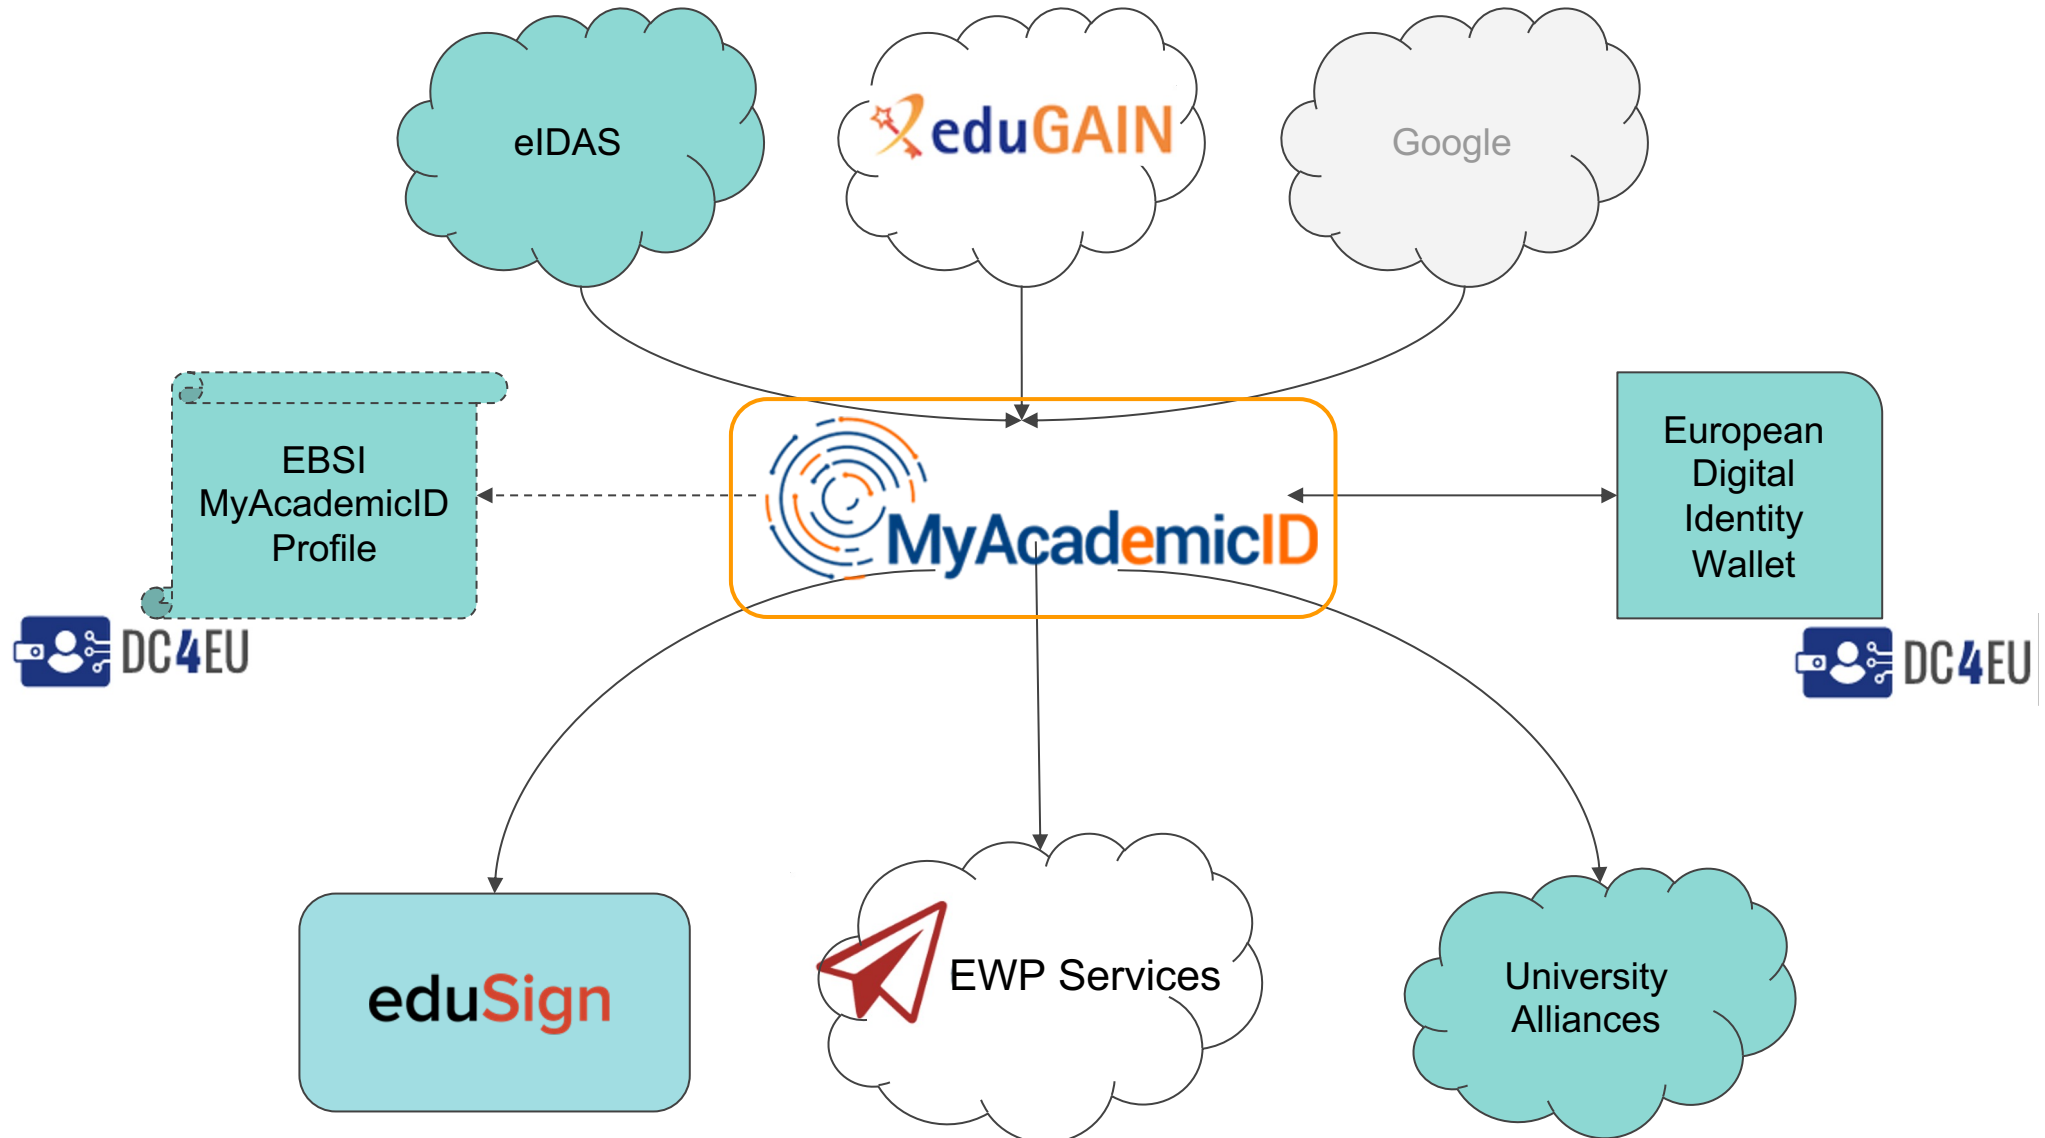 eIDAS
eduGAIN
Google
EBSI
MyAcademicID
Profile
MyAcademicID
European
Digital
Identity
Wallet
DC4EU
DC4EU
eduSign
EWP Services
University
Alliances